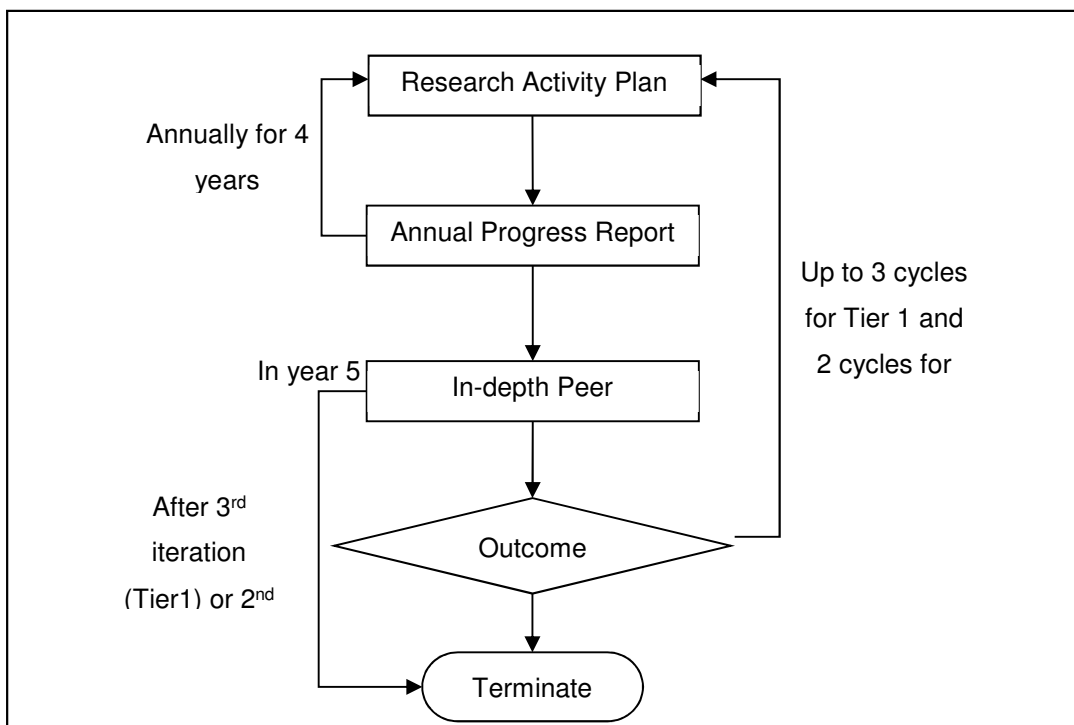 Research Activity Plan
Annually for 4
years
Annual Progress Report
Up to 3 cycles
for Tier 1 and
2 cycles for
In year 5
In-depth Peer
After 3rd
iteration
(Tier1) or 2nd
Outcome
Terminate